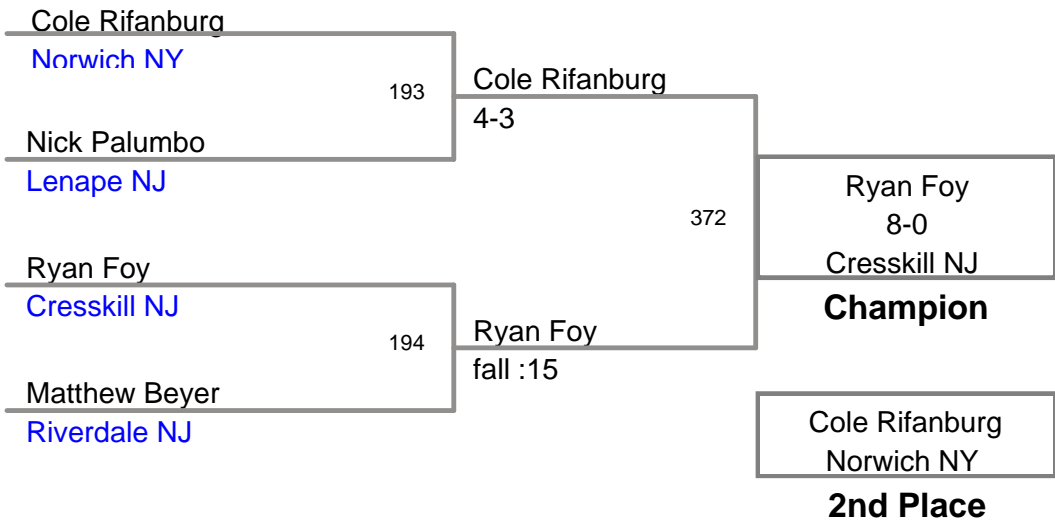 Cole Rifanburg
Norwich NY
193
Cole Rifanburg
4-3
Nick Palumbo
Lenape NJ
372
Ryan Foy
8-0
Cresskill NJ
Champion
Ryan Foy
Cresskill NJ
194
Ryan Foy
fall :15
Matthew Beyer
Riverdale NJ
Cole Rifanburg
Norwich NY
2nd Place